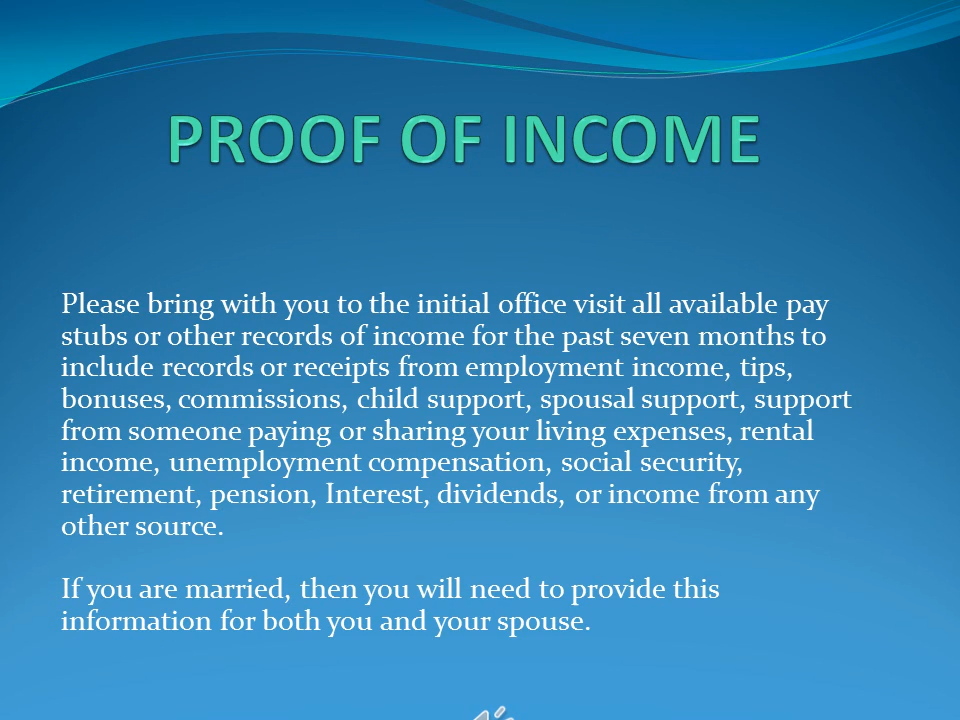 PROOF OF INCOME
Please bring with you to the initial office visit all available pay
stubs or other records of income for the past seven months to
include records or receipts from employment income, tips,
bonuses, commissions, child support, spousal support, support
from someone paying or sharing your living expenses, rental
income, unemployment compensation, social security,
retirement, pension, Interest, dividends, or income from any
other source.
If you are married, then you will need to provide this
information for both you and your spouse.